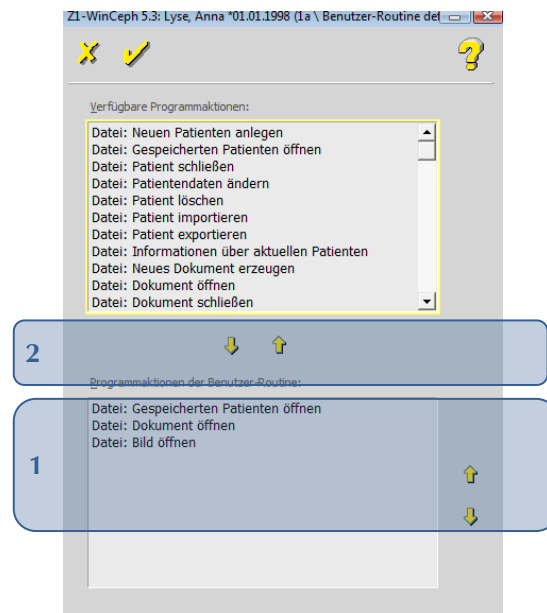 Z1-WinCeph 5.3: Lyse, Anna *01.01.1998 (1a \ Benutzer-Routine def
Verfügbare Programmaktionen:
Datei: Neuen Patienten anlegen
Datei: Gespeicherten Patienten öffnen
Datei: Patient schließen
Datei: Patientendaten ändern
Datei: Patient löschen
Datei: Patient importieren
Datei: Patient exportieren
Datei: Informationen über aktuellen Patienten
Datei: Neues Dokument erzeugen
Datei: Dokument öffnen
Datei: Dokument schließen
2
Programmaktionen der Benutzer-Routine:
Datei: Gespeicherten Patienten öffnen
Datei: Dokument öffnen
Datei: Bild öffnen
1